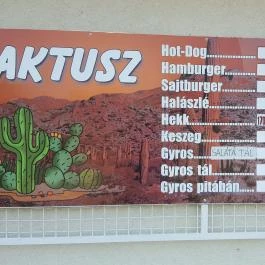 AKTUSZ
Hot-Dog
Hamburger
Sajtburger
Halászlé
Hekk
Keszeg
Gyros SALÁTA TÁL
Gyros tál
Gyros pitában